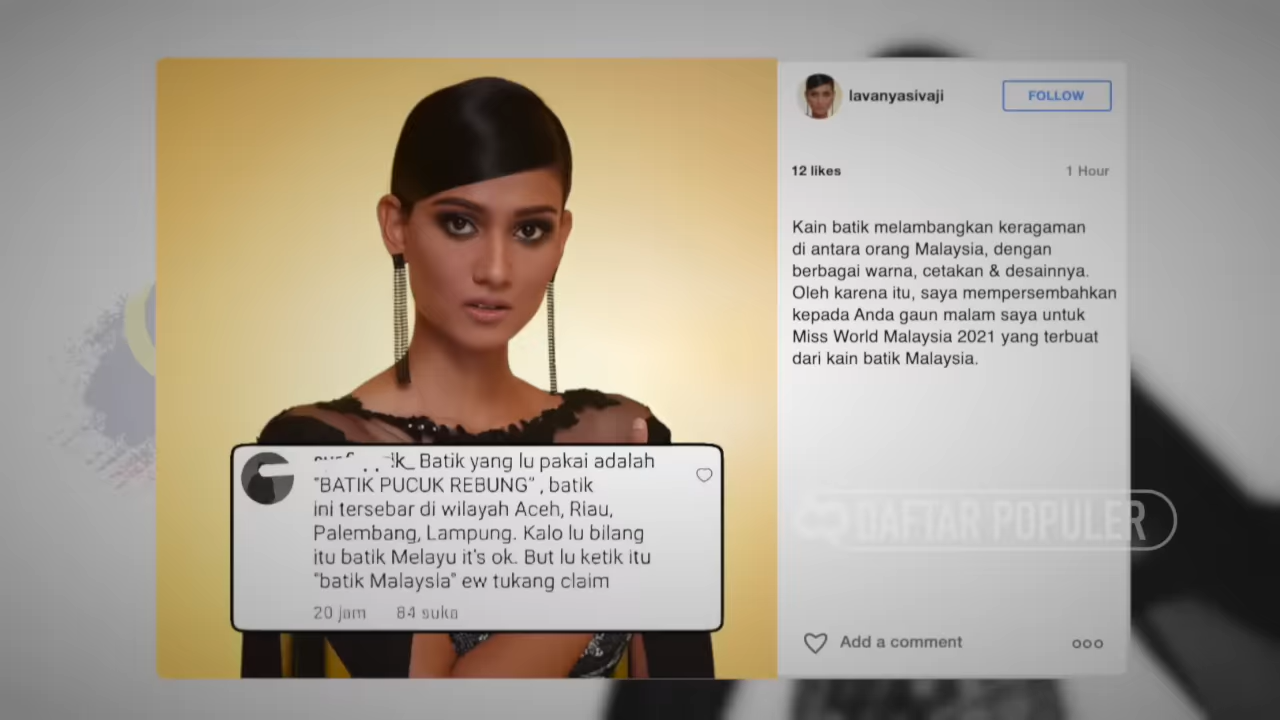 lavanyasivaji
FOLLOW
12 likes
1 Hour
Kain batik melambangkan keragaman
di antara orang Malaysia, dengan
berbagai warna, cetakan & desainnya.
Oleh karena itu, saya mempersembahkan
kepada Anda gaun malam saya untuk
Miss World Malaysia 2021 yang terbuat
dari kain batik Malaysia.
Batik yang lu pakai adalah
"BATIK PUCUK REBUNG" , batik
ini tersebar di wilayah Aceh, Riau,
Palembang, Lampung. Kalo lu bilang
itu batik Melayu it's ok. But lu ketik itu
"batik Malaysia" ew tukang claim
20 jam 84 suka
DAFTAR POPULER
Add a comment